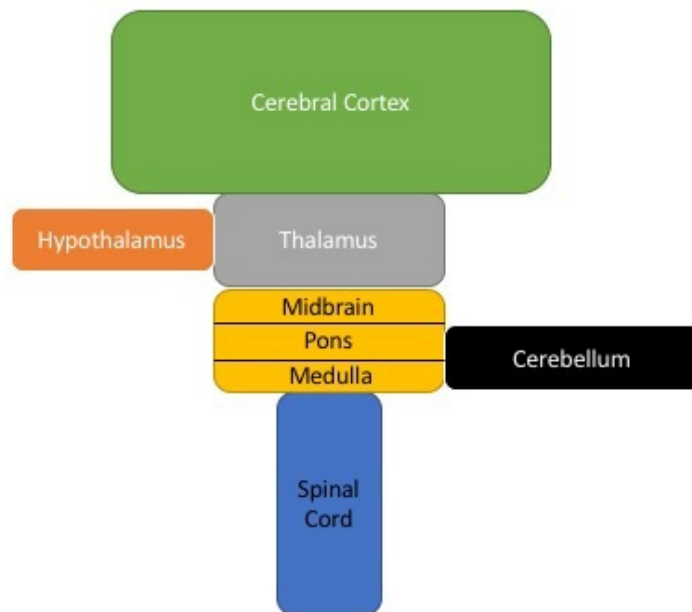 Cerebral Cortex
Hypothalamus
Thalamus
Midbrain
Pons
Medulla
Cerebellum
Spinal
Cord